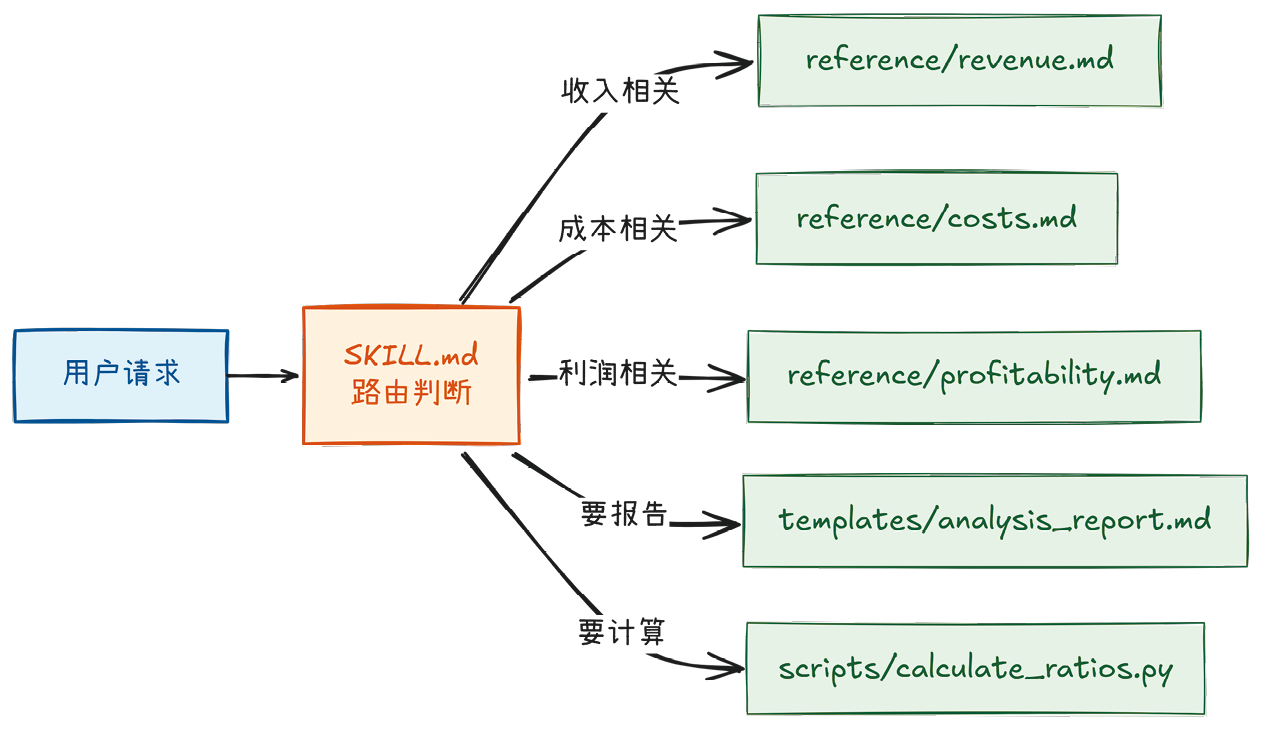 用户请求
SKILL.md
路由判断
收入相关
reference/revenue.md
成本相关
reference/costs.md
利润相关
reference/profitability.md
要报告
templates/analysis_report.md
要计算
scripts/calculate_ratios.py